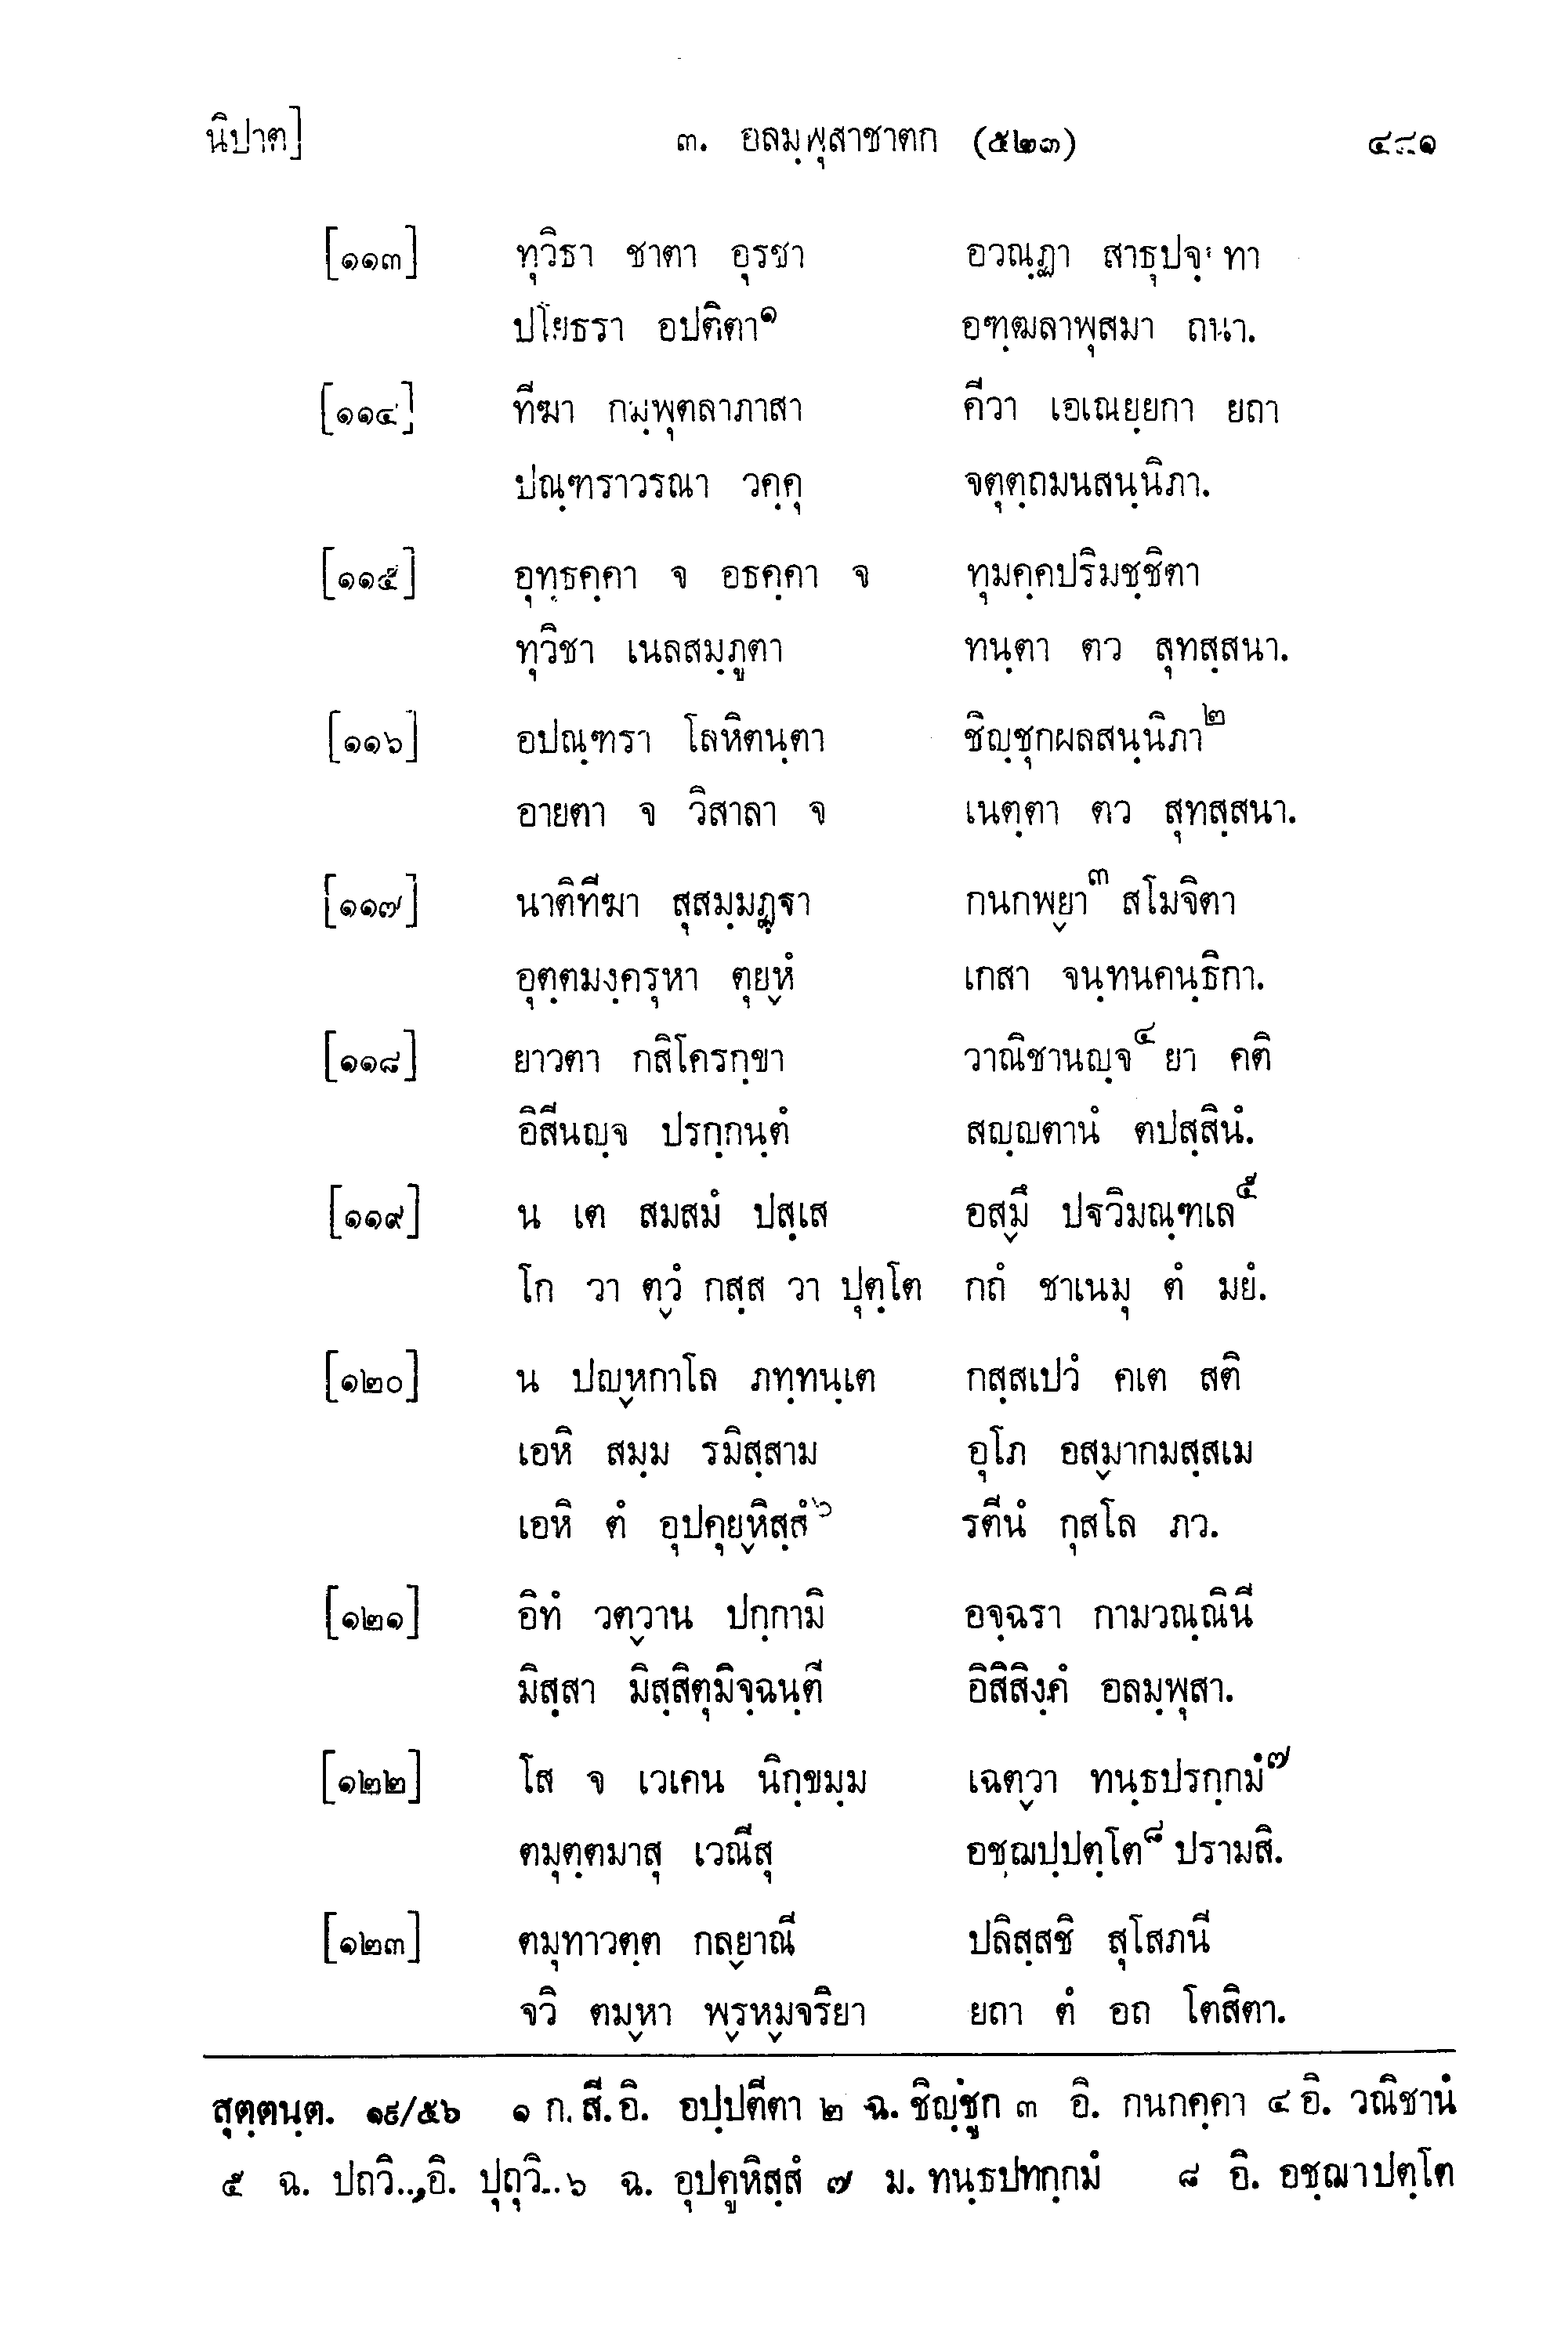 นิปาต] ๓. อลมฺพุสาชาตก (๕๒๓) ๔๘๑
[๑๑๓] ทุวิธา ชาตา อุรชา อวณฺฏา
ปโยธรา อปติตา๑ อฑฺฒลาพุสมา ถนา.
[๑๑๔] ทีฆา กมฺพุตลาภาสา คีวา เอเณยฺยกา ยถา
ปณฺฑราวรณา วคฺคุ จตุตฺถมนสนฺนิภา.
[๑๑๕] อุทฺธคฺคา จ อธคฺคา จ ทุมคฺคปริมชฺชิตา
ทุวิชา เนลสมฺภูตา ทนฺตา ตว สุทสฺสนา.
[๑๑๖] อปณฺฑรา โลหิตนฺตา ชิญฺชุกผลสนฺนิภา๒
อายตา จ วิสาลา จ เนตฺตา ตว สุทสฺสนา.
[๑๑๗] นาติทีฆา สุสมฺมฏฺฐา กนกพฺยา๓ สโมจิตา
อุตฺตมงฺครุหา ตุยฺหํ เกสา จนฺทนคนฺธิกา.
[๑๑๘] ยาวตา กสิโครกฺขา วาณิชานญฺจ๔ ยา คติ
อิสีนญฺจ ปรกฺกนฺตํ สญฺญตานํ ตปสฺสินํ.
[๑๑๙] น เต สมสมํ ปสฺเส อสฺมึ ปฐวิมณฺฑเล๕
โก วา ตฺวํ กสฺส วา ปุตฺโต กถํ ชาเนมุ ตํ มยํ.
[๑๒๐] น ปญฺหกาโล ภทฺทนฺเต กสฺสเปวํ คเต สติ
เอหิ สมฺม รมิสฺสาม อุโภ อสฺมากมสฺสเม
เอหิ ตํ อุปคุยฺหิสฺสํ๖ รตีนํ กุสโล ภว.
[๑๒๑] อิทํ วตฺวาน ปกฺกามิ อจฺฉรา กามวณฺณินี
มิสฺสา มิสฺสิตุมิจฺฉนฺตี อิสิสิงฺคํ อลมฺพุสา.
[๑๒๒] โส จ เวเคน นิกฺขมฺม เฉตฺวา ทนฺธปรกฺกมํ๗
ตมุตฺตมาสุ เวณีสุ อชฺฌปฺปตฺโต๘ ปรามสิ.
[๑๒๓] ตมุทาวตฺต กลฺยาณี ปลิสฺสชิ สุโสภนี
จวิ ตมฺหา พฺรหฺมจริยา ยถา ตํ อถ โตสิตา.
สุตฺตนฺต. ๑๙/๕๖ ๑ ก. สี. อิ. อปฺปตีตา ๒ ฉ. ชิญฺชูก ๓ อิ. กนกคฺคา ๔ อิ. วณิชานํ
๕ ฉ. ปถวิ.., อิ. ปุถุวิ.. ๖ ฉ. อุปคูหิสฺสํ ๗ ม. ทนฺธปทกฺกมํ ๘ อิ. อชฺฌาปตฺโต